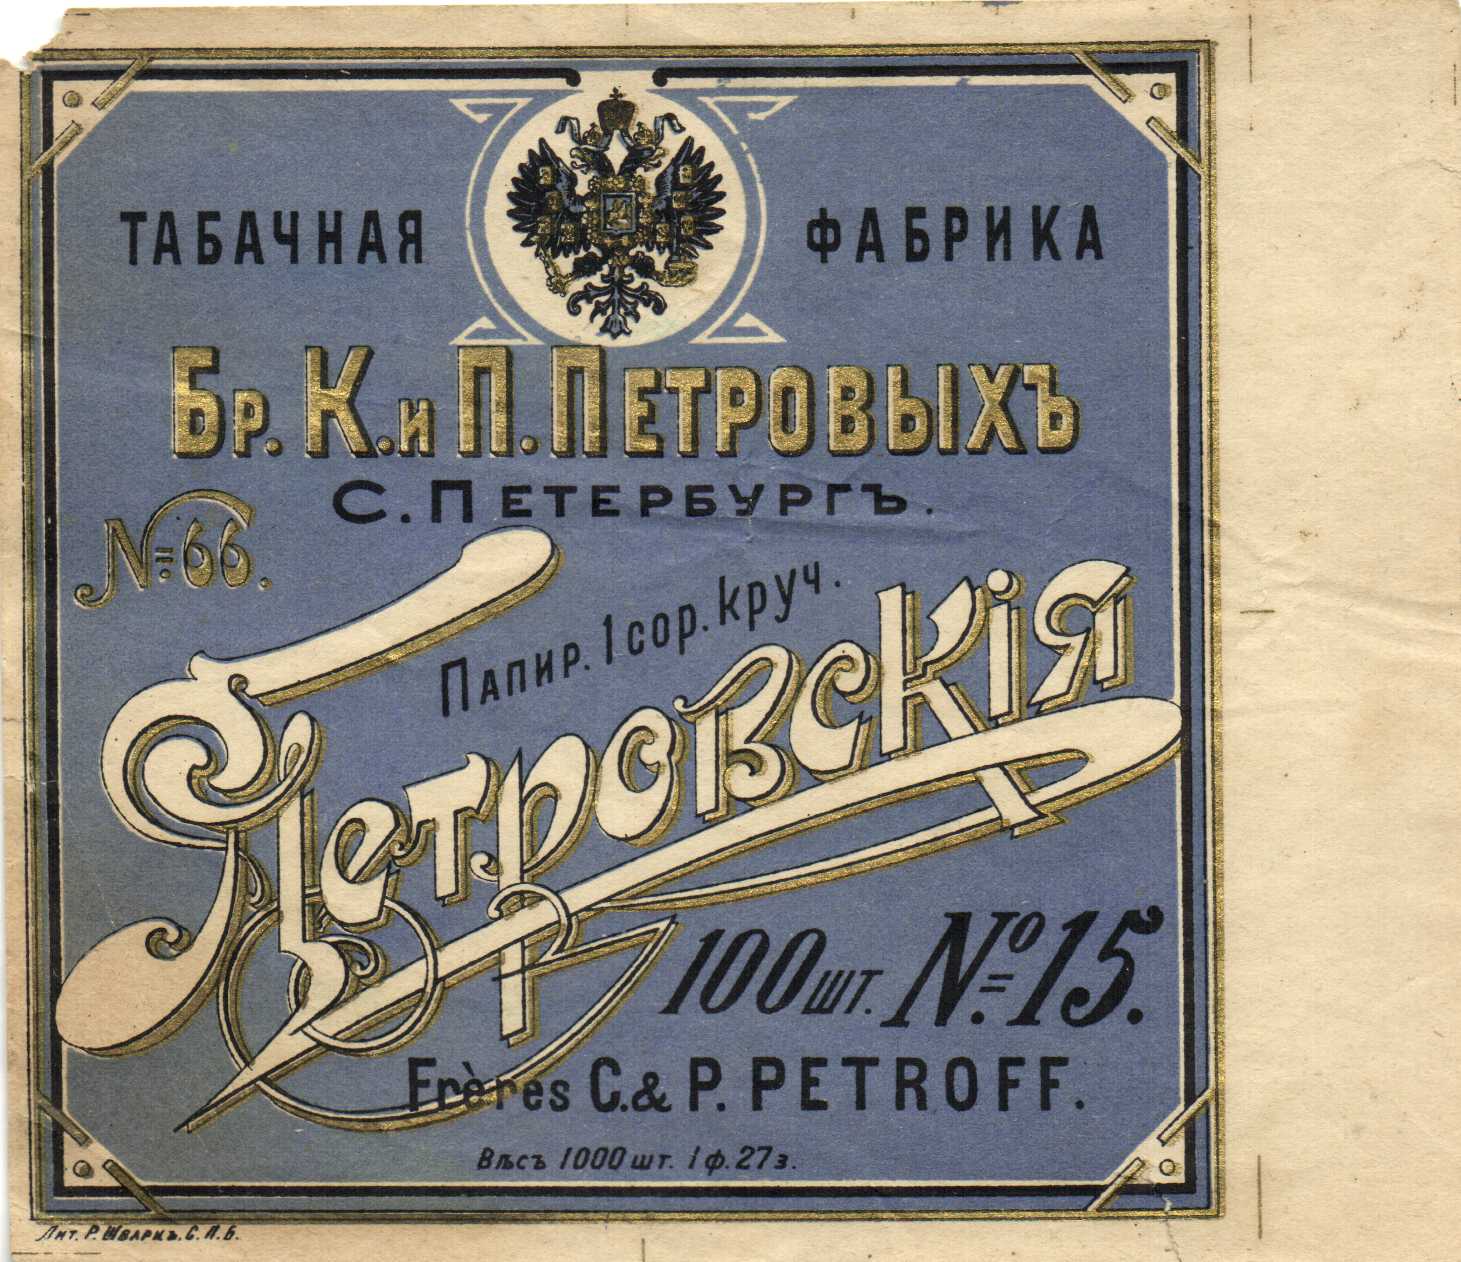 ТАБАЧНАЯ ФАБРИКА
БР. К. и П. ПЕТРОВЫХЪ
С. ПЕТЕРБУРГЪ.
№ 66.
ПАПИР. 1 сор. круч.
Петровскія
100 шт. № 15.
Frères C. & P. PETROFF.
Вѣсъ 1000 шт. 1 ф. 27 з.
Лит. Р. Шварцъ. С. П. Б.